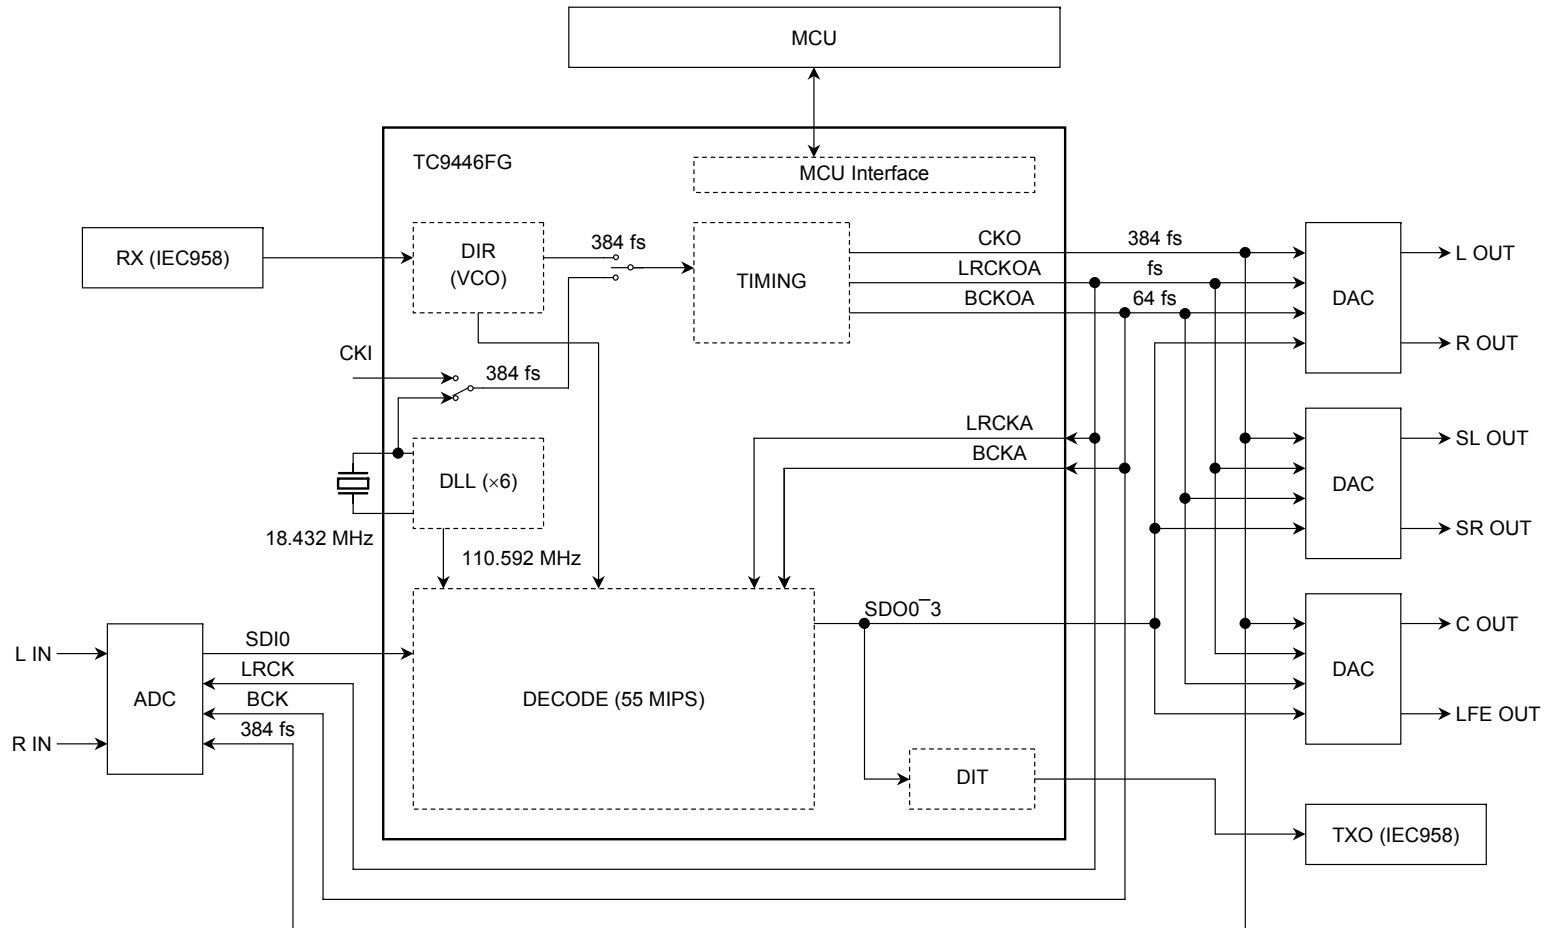 MCU
TC9446FG
MCU Interface
RX (IEC958)
DIR
(VCO)
384 fs
TIMING
CKO
384 fs
LRCKOA
fs
BCKOA
64 fs
DAC
L OUT
R OUT
CKI
384 fs
LRCKA
BCKA
DLL (×6)
18.432 MHz
110.592 MHz
DAC
SL OUT
SR OUT
L IN
R IN
ADC
SDI0
LRCK
BCK
384 fs
DECODE (55 MIPS)
SDO0‾3
DAC
C OUT
LFE OUT
DIT
TXO (IEC958)